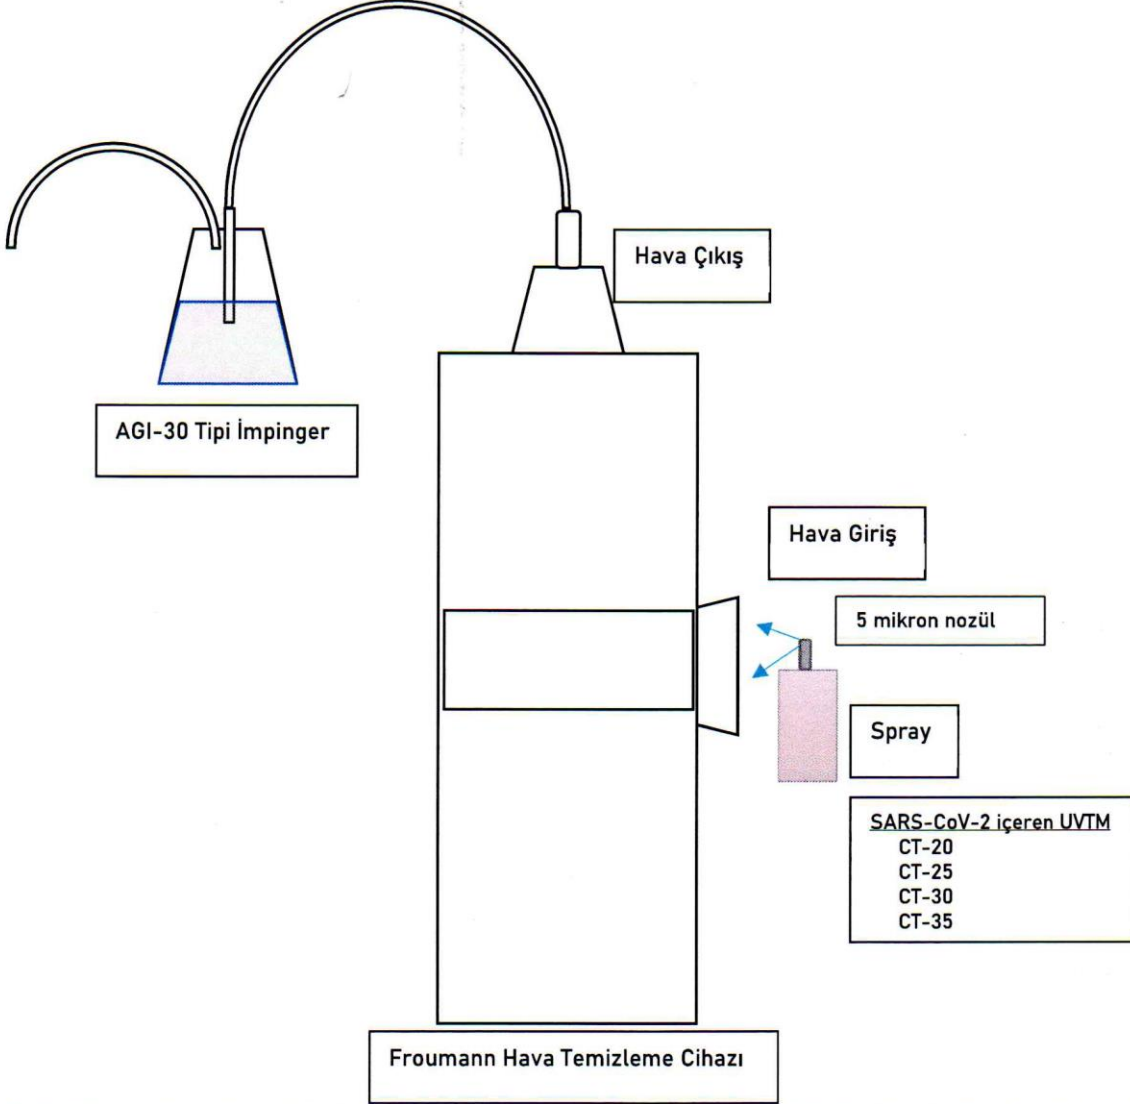 Hava Çıkış
AGI-30 Tipi İmpinger
Hava Giriş
5 mikron nozül
Spray
SARS-CoV-2 içeren UVTM
CT-20
CT-25
CT-30
CT-35
Froumann Hava Temizleme Cihazı